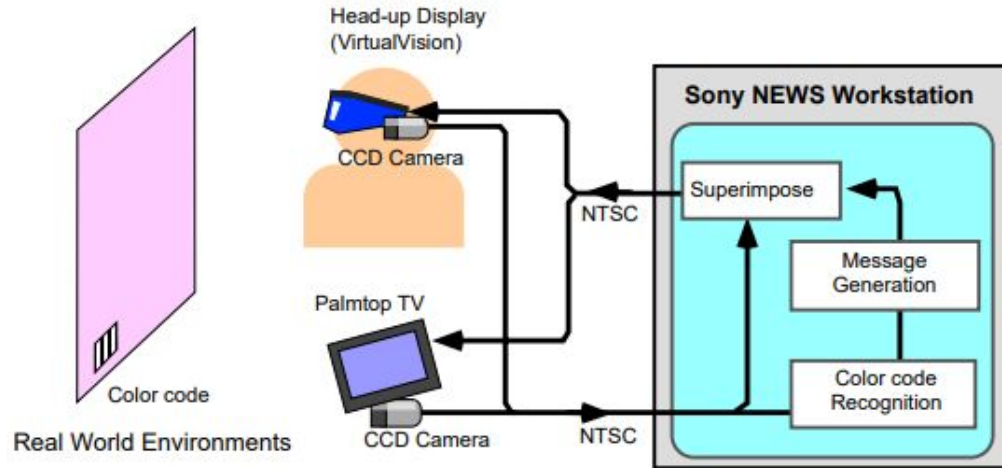 Head-up Display
(VirtualVision)
CCD Camera
Sony NEWS Workstation
Superimpose
NTSC
Message
Generation
Palmtop TV
Color code
Recognition
Color code
CCD Camera
NTSC
Real World Environments